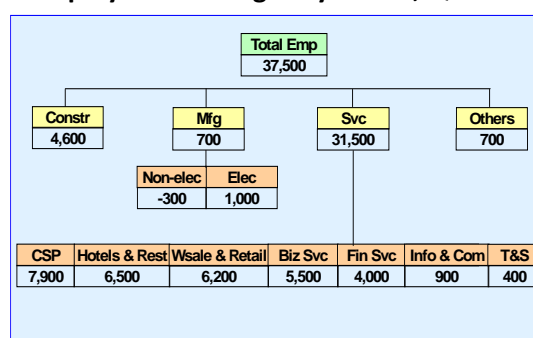 Total Emp
37,500
Constr Mfg Svc Others
4,600 700 31,500 700
Non-elec Elec
-300 1,000
CSP Hotels & Rest Wsale & Retail Biz Svc Fin Svc Info & Com T&S
7,900 6,500 6,200 5,500 4,000 900 400